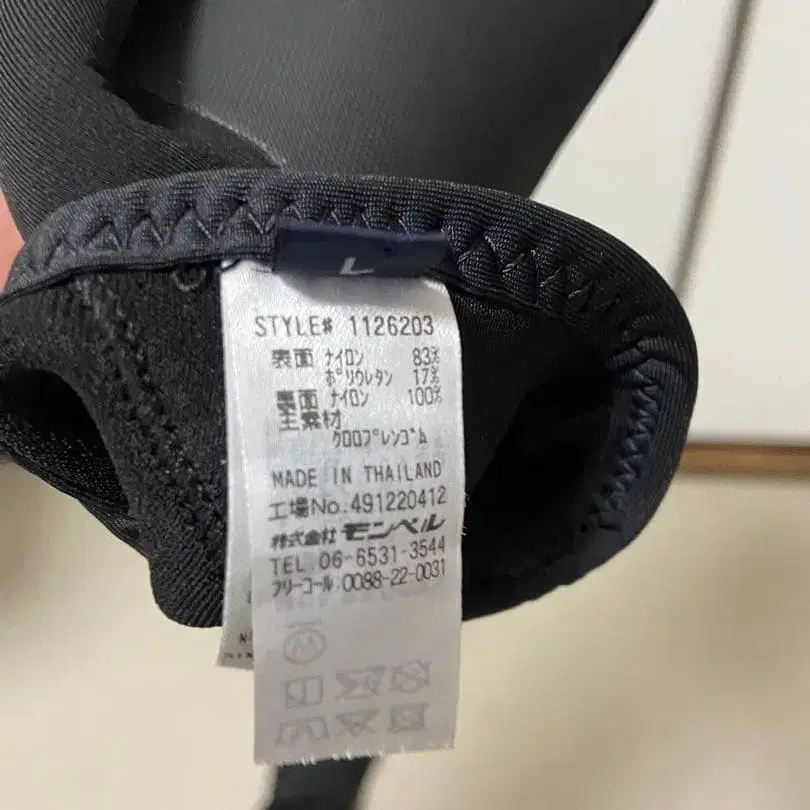 L
STYLE# 1126203
表面 ナイロン 83%
ポリウレタン 17%
裏面 ナイロン 100%
主素材
クロロプレンゴム
MADE IN THAILAND
工場No.491220412
株式会社 モンベル
TEL.06-6531-3544
フリーコール:0088-22-0031